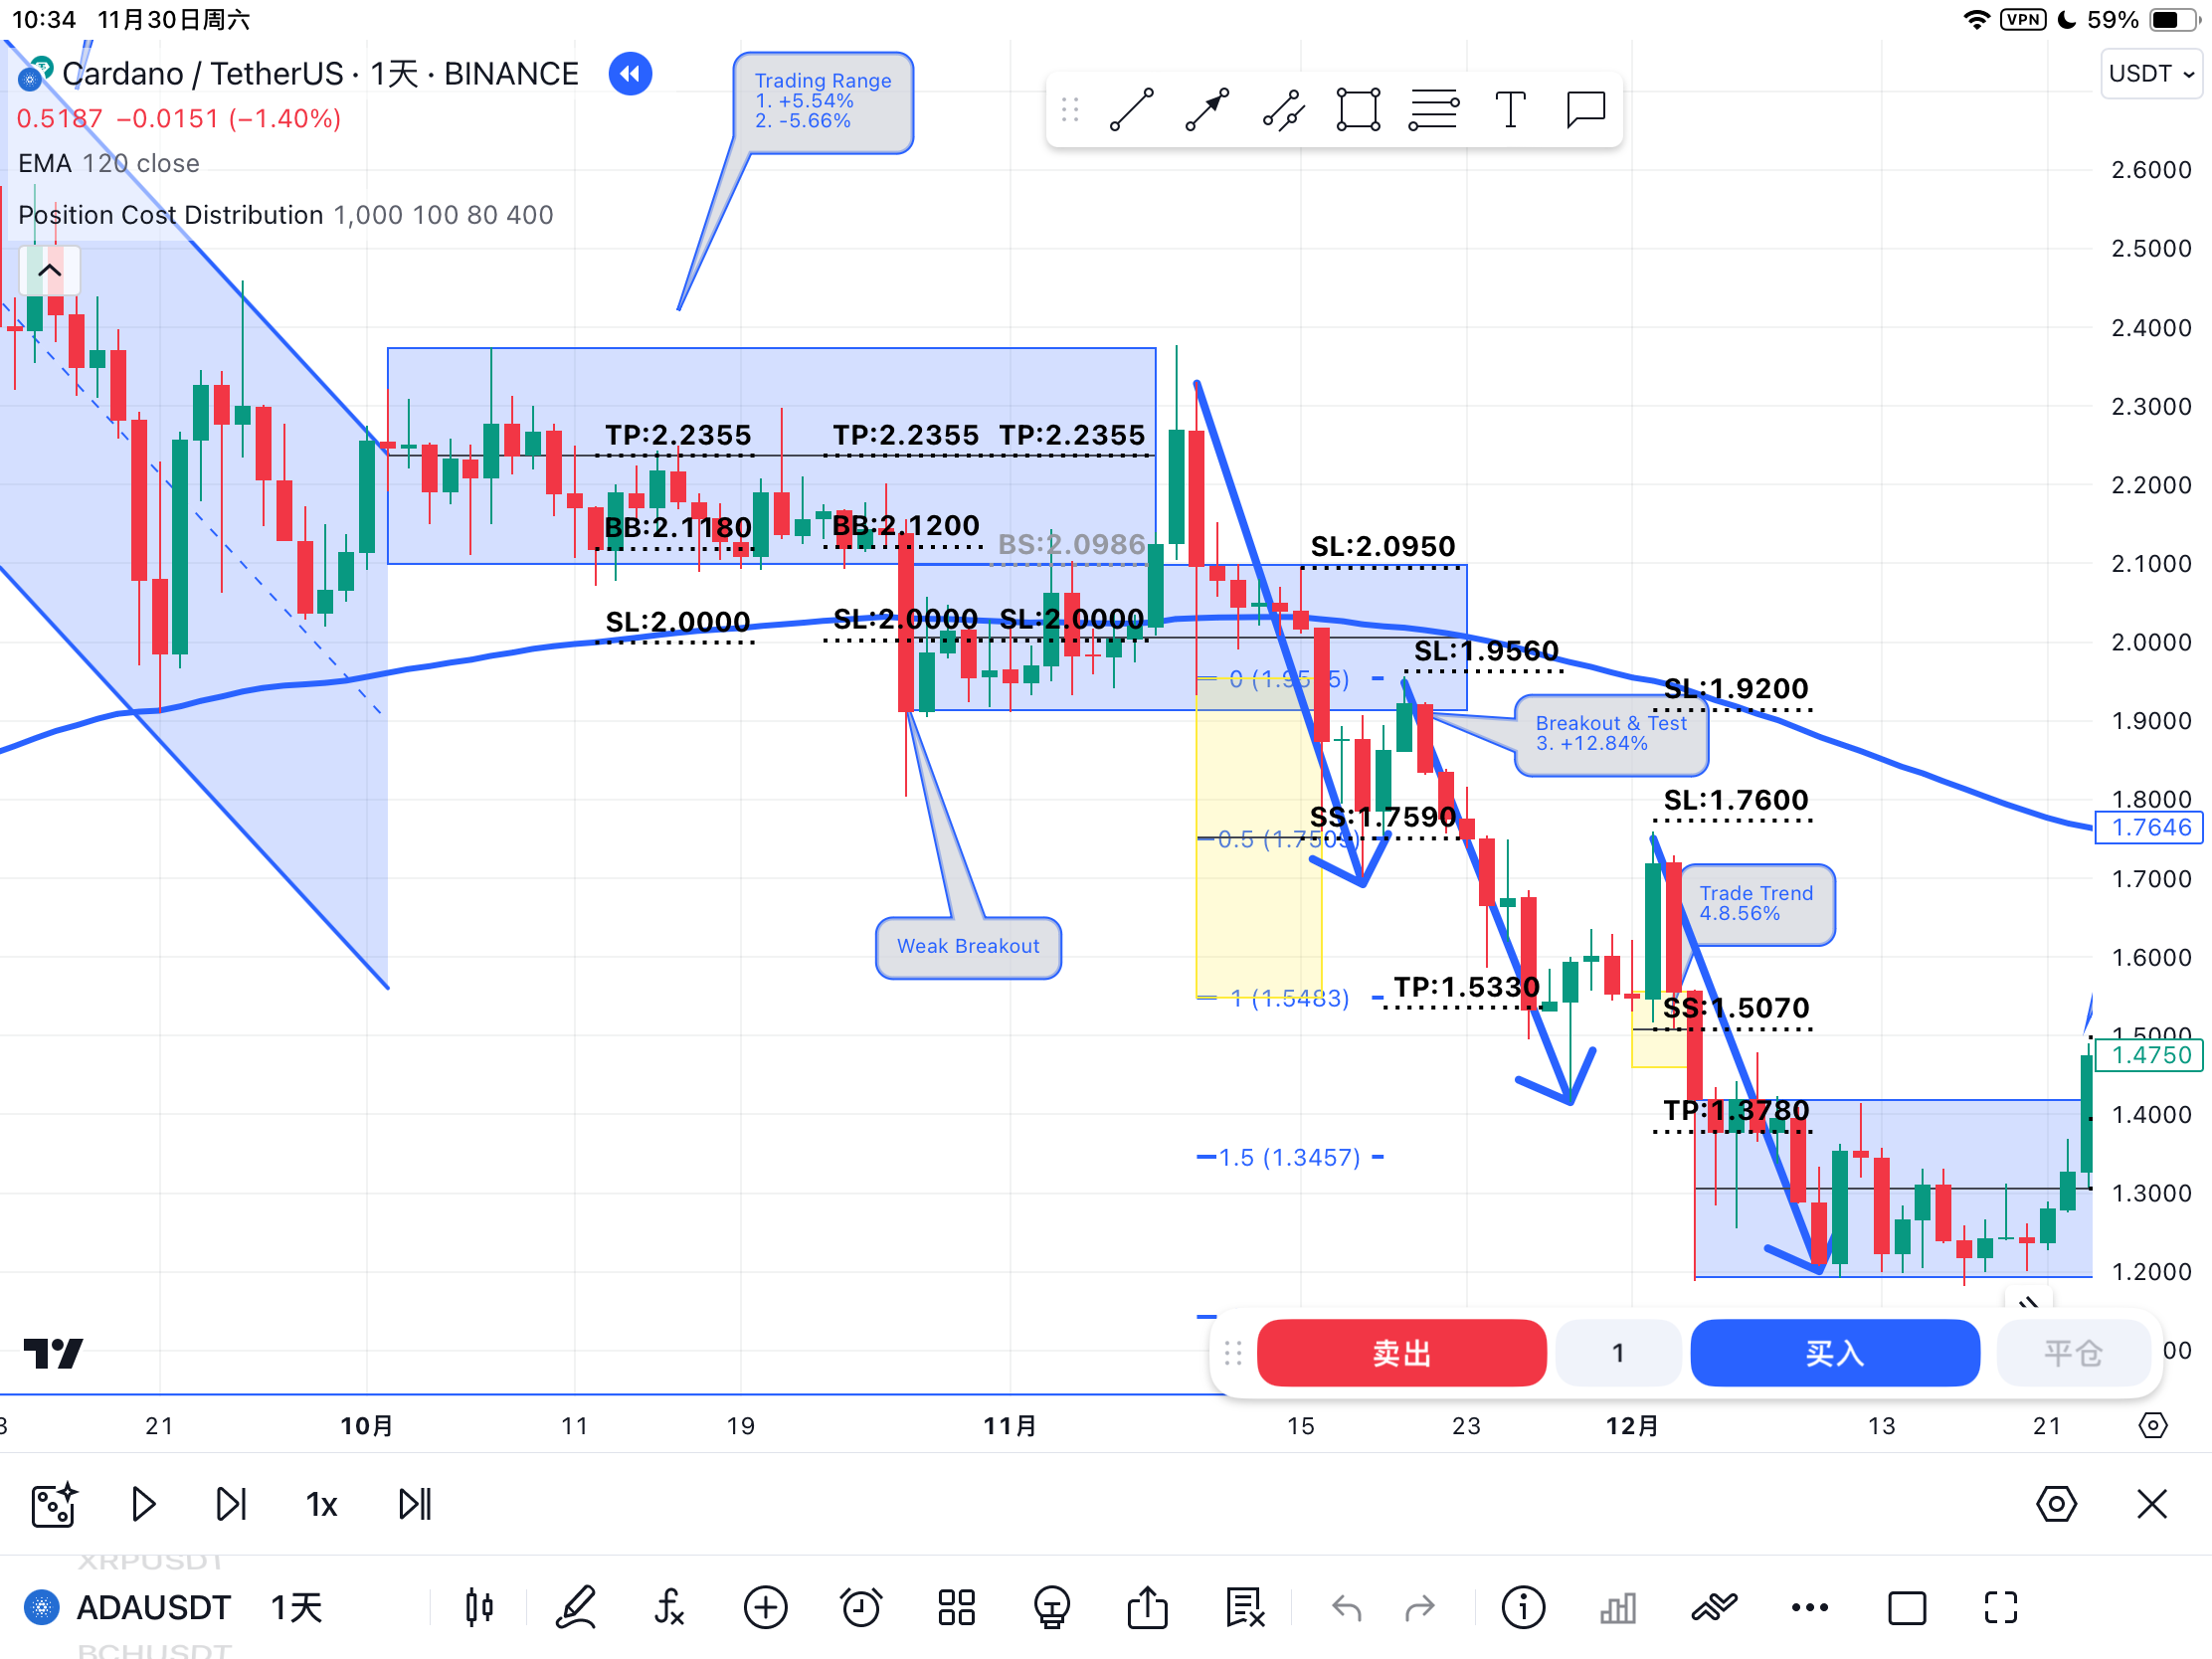 10:34 11月30日周六
VPN 59%
Cardano / TetherUS · 1天 · BINANCE
USDT
0.5187 −0.0151 (−1.40%)
EMA 120 close
Position Cost Distribution 1,000 100 80 400
Trading Range
1. +5.54%
2. -5.66%
2.6000
2.5000
2.4000
2.3000
2.2000
2.1000
2.0000
1.9000
1.8000
1.7646
1.7000
1.6000
1.5000
1.4750
1.4000
1.3000
1.2000
00
TP:2.2355
TP:2.2355
TP:2.2355
BB:2.1180
BB:2.1200
BS:2.0986
SL:2.0950
SL:2.0000
SL:2.0000
SL:2.0000
SL:1.9560
SL:1.9200
Breakout & Test
3. +12.84%
SL:1.7600
SS:1.7590
1 (1.5483)
1.5 (1.3457)
Trade Trend
4.8.56%
Weak Breakout
TP:1.5330
SS:1.5070
TP:1.3780
卖出 1 买入 平仓
3 21 10月 11 19 11月 15 23 12月 13 21
1x
XRPUSDT
ADAUSDT 1天
BCHUSDT